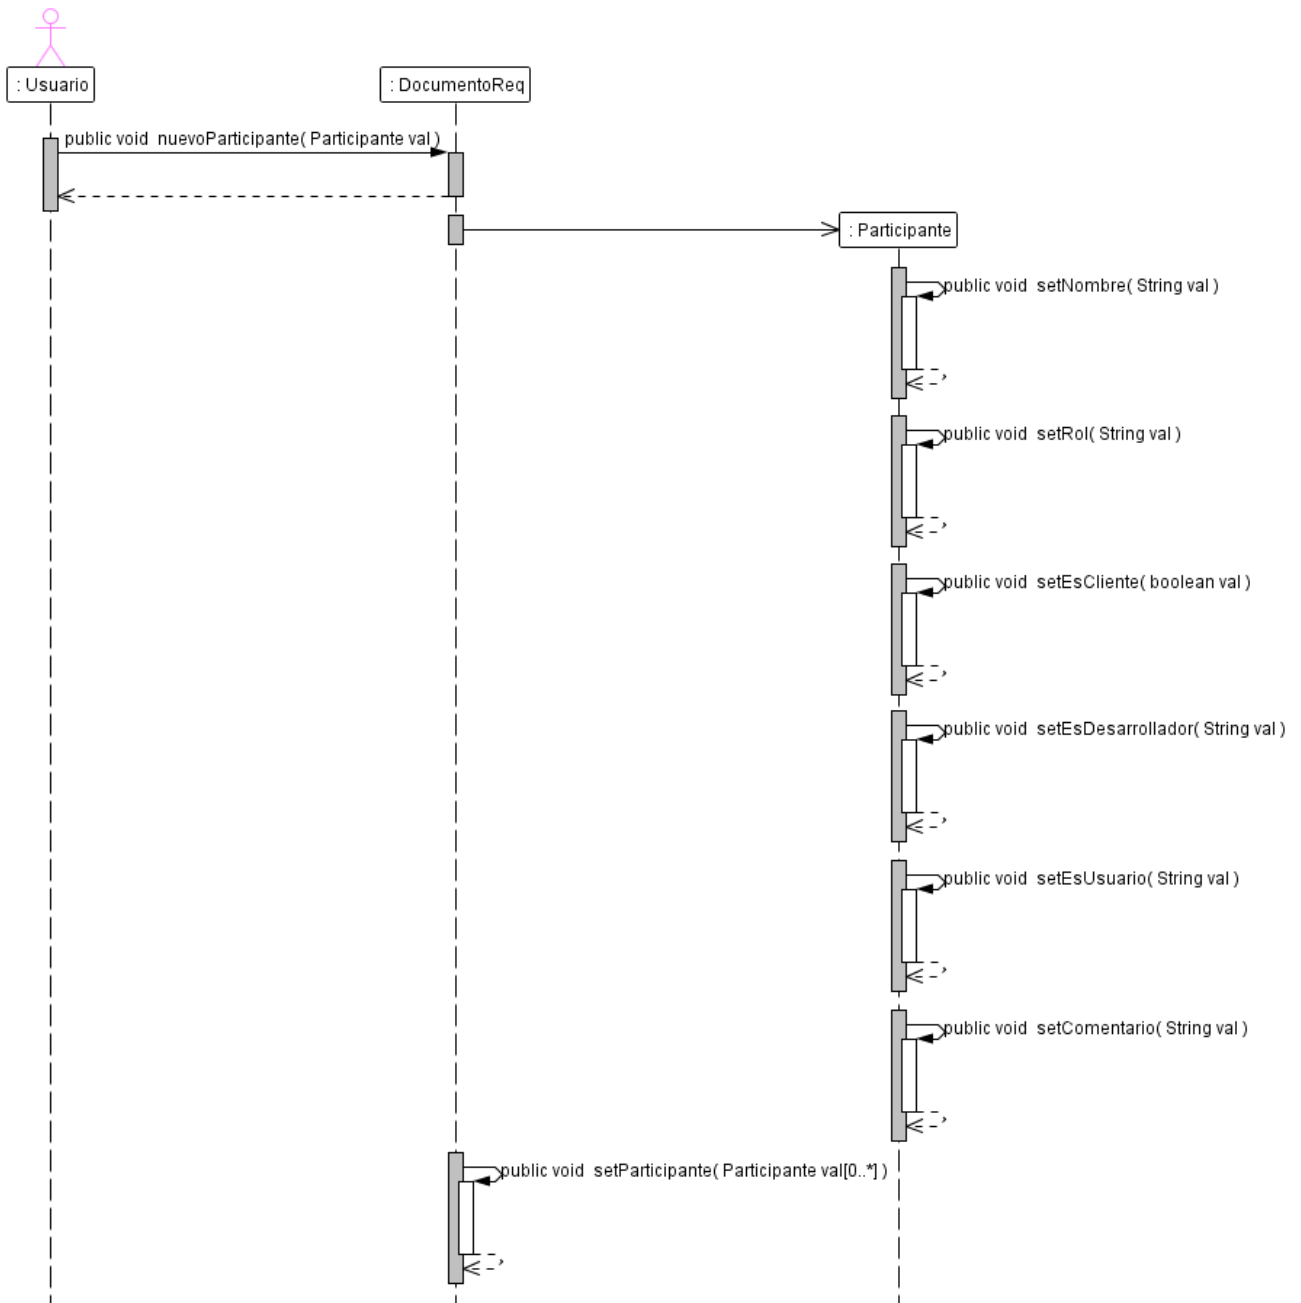 : Usuario
: DocumentoReq
public void nuevoParticipante( Participante val )
: Participante
public void setNombre( String val )
public void setRol( String val )
public void setEsCliente( boolean val )
public void setEsDesarrollador( String val )
public void setEsUsuario( String val )
public void setComentario( String val )
public void setParticipante( Participante val[0..*] )